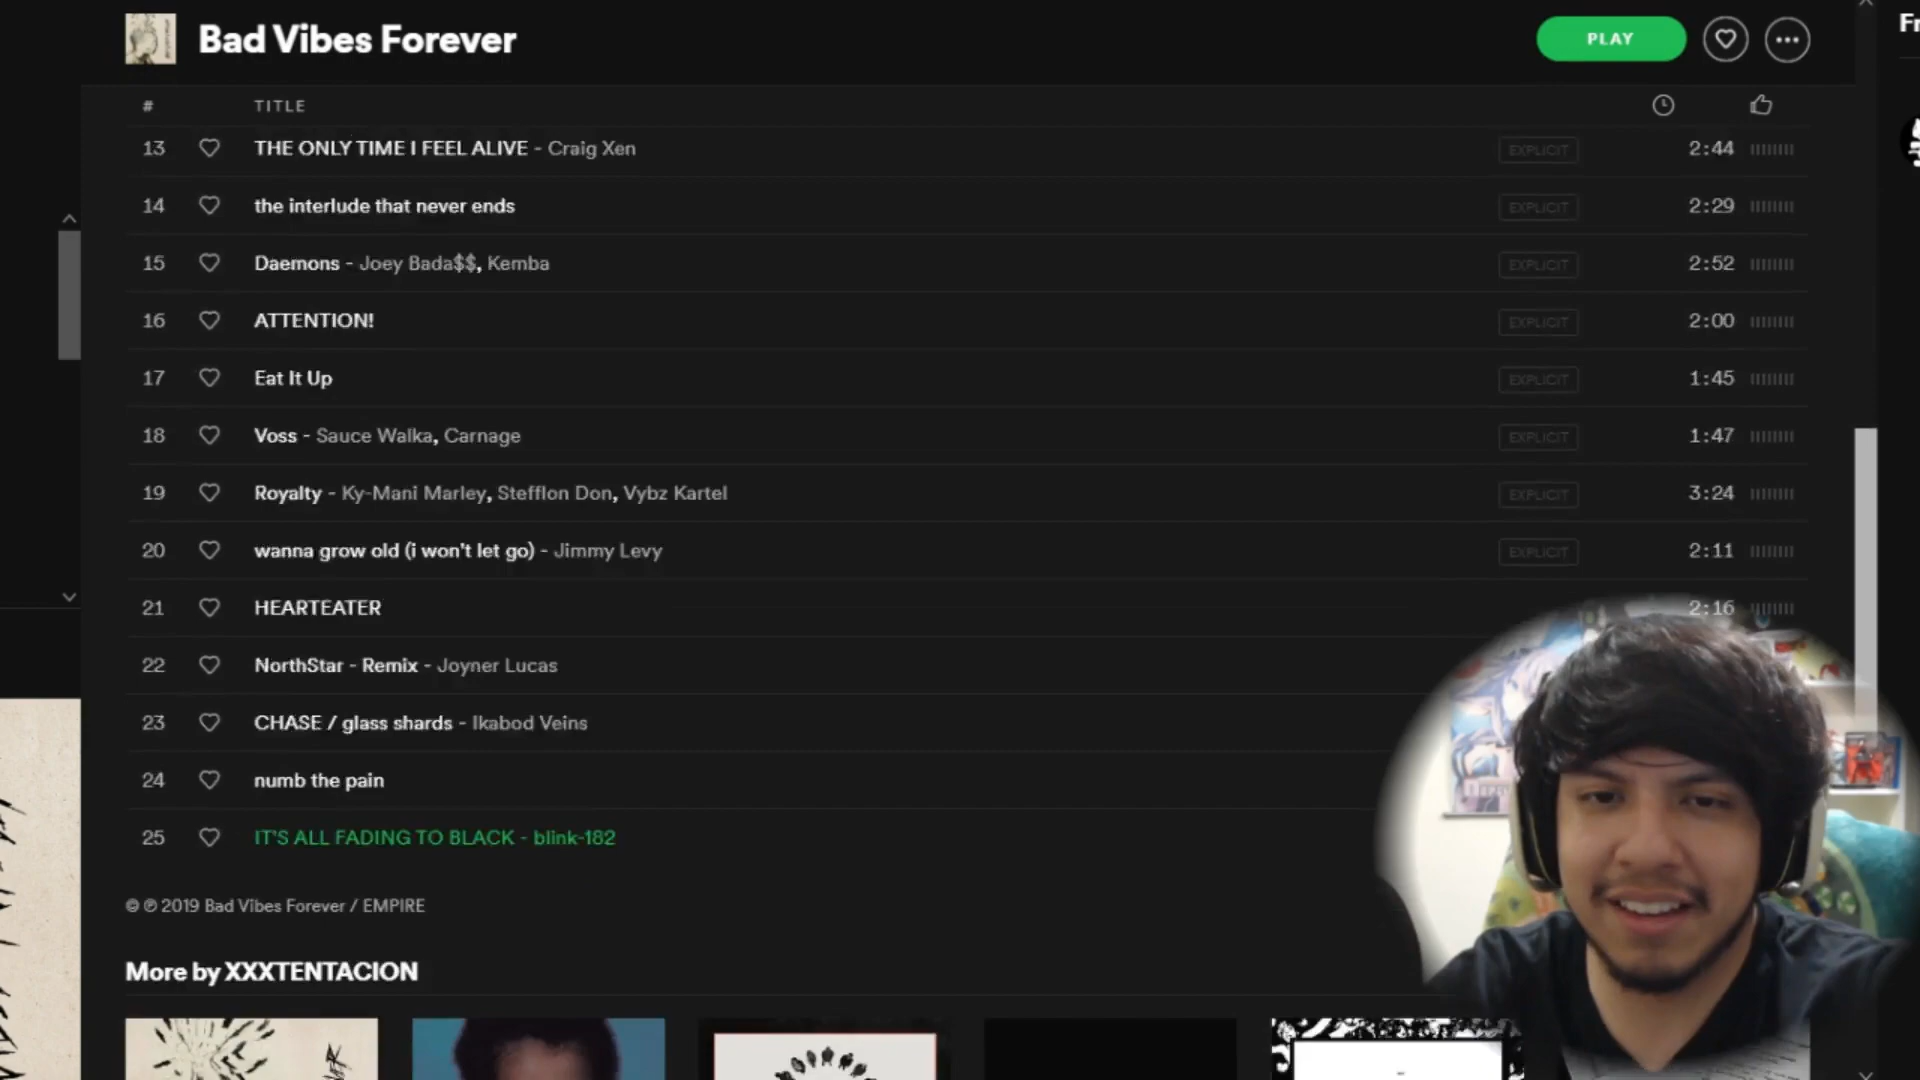 Bad Vibes Forever
PLAY
Fr
# TITLE
13 THE ONLY TIME I FEEL ALIVE - Craig Xen EXPLICIT 2:44
14 the interlude that never ends EXPLICIT 2:29
15 Daemons - Joey Bada$$, Kemba EXPLICIT 2:52
16 ATTENTION! EXPLICIT 2:00
17 Eat It Up EXPLICIT 1:45
18 Voss - Sauce Walka, Carnage EXPLICIT 1:47
19 Royalty - Ky-Mani Marley, Stefflon Don, Vybz Kartel EXPLICIT 3:24
20 wanna grow old (i won't let go) - Jimmy Levy EXPLICIT 2:11
21 HEARTEATER 2:16
22 NorthStar - Remix - Joyner Lucas
23 CHASE / glass shards - Ikabod Veins
24 numb the pain
25 IT'S ALL FADING TO BLACK - blink-182
© ℗ 2019 Bad Vibes Forever / EMPIRE
More by XXXTENTACION